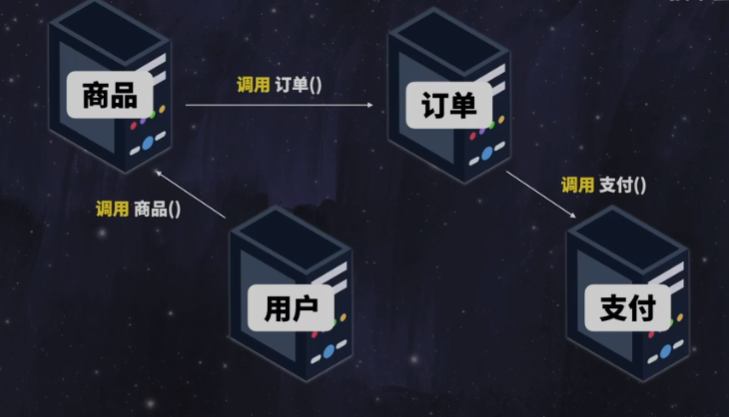 商品
调用 订单()
订单
调用 支付()
调用 商品()
用户
支付